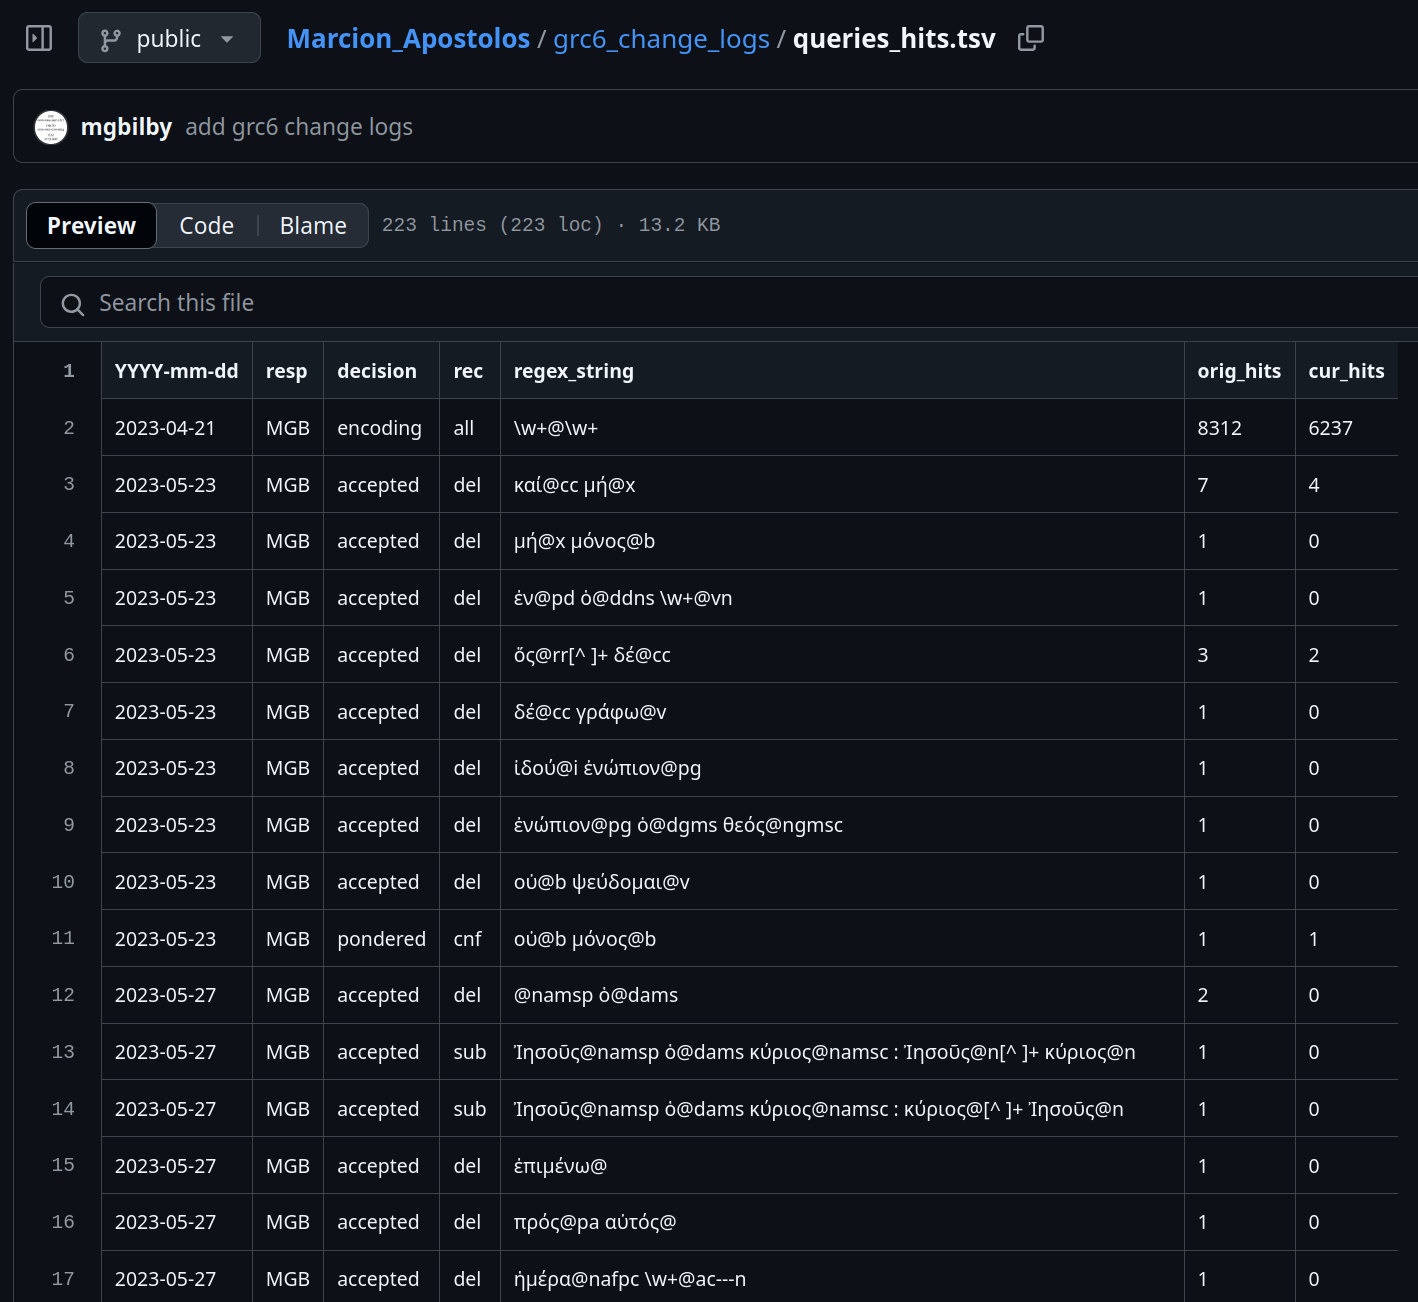 public Marcion_Apostolos / grc6_change_logs / queries_hits.tsv
mgbilby add grc6 change logs
Preview Code Blame 223 lines (223 loc) · 13.2 KB
Search this file
1 YYYY-mm-dd resp decision rec regex_string orig_hits cur_hits
2 2023-04-21 MGB encoding all \w+@\w+ 8312 6237
3 2023-05-23 MGB accepted del καί@cc μή@x 7 4
4 2023-05-23 MGB accepted del μή@x μόνος@b 1 0
5 2023-05-23 MGB accepted del ἐν@pd ὁ@ddns \w+@vn 1 0
6 2023-05-23 MGB accepted del ὅς@rr[^ ]+ δέ@cc 3 2
7 2023-05-23 MGB accepted del δέ@cc γράφω@v 1 0
8 2023-05-23 MGB accepted del ἰδού@i ἐνώπιον@pg 1 0
9 2023-05-23 MGB accepted del ἐνώπιον@pg ὁ@dgms θεός@ngmsc 1 0
10 2023-05-23 MGB accepted del οὐ@b ψεύδομαι@v 1 0
11 2023-05-23 MGB pondered cnf οὐ@b μόνος@b 1 1
12 2023-05-27 MGB accepted del @namsp ὁ@dams 2 0
13 2023-05-27 MGB accepted sub Ἰησοῦς@namsp ὁ@dams κύριος@namsc : Ἰησοῦς@n[^ ]+ κύριος@n 1 0
14 2023-05-27 MGB accepted sub Ἰησοῦς@namsp ὁ@dams κύριος@namsc : κύριος@[^ ]+ Ἰησοῦς@n 1 0
15 2023-05-27 MGB accepted del ἐπιμένω@ 1 0
16 2023-05-27 MGB accepted del πρός@pa αὐτός@ 1 0
17 2023-05-27 MGB accepted del ἡμέρα@nafpc \w+@ac---n 1 0